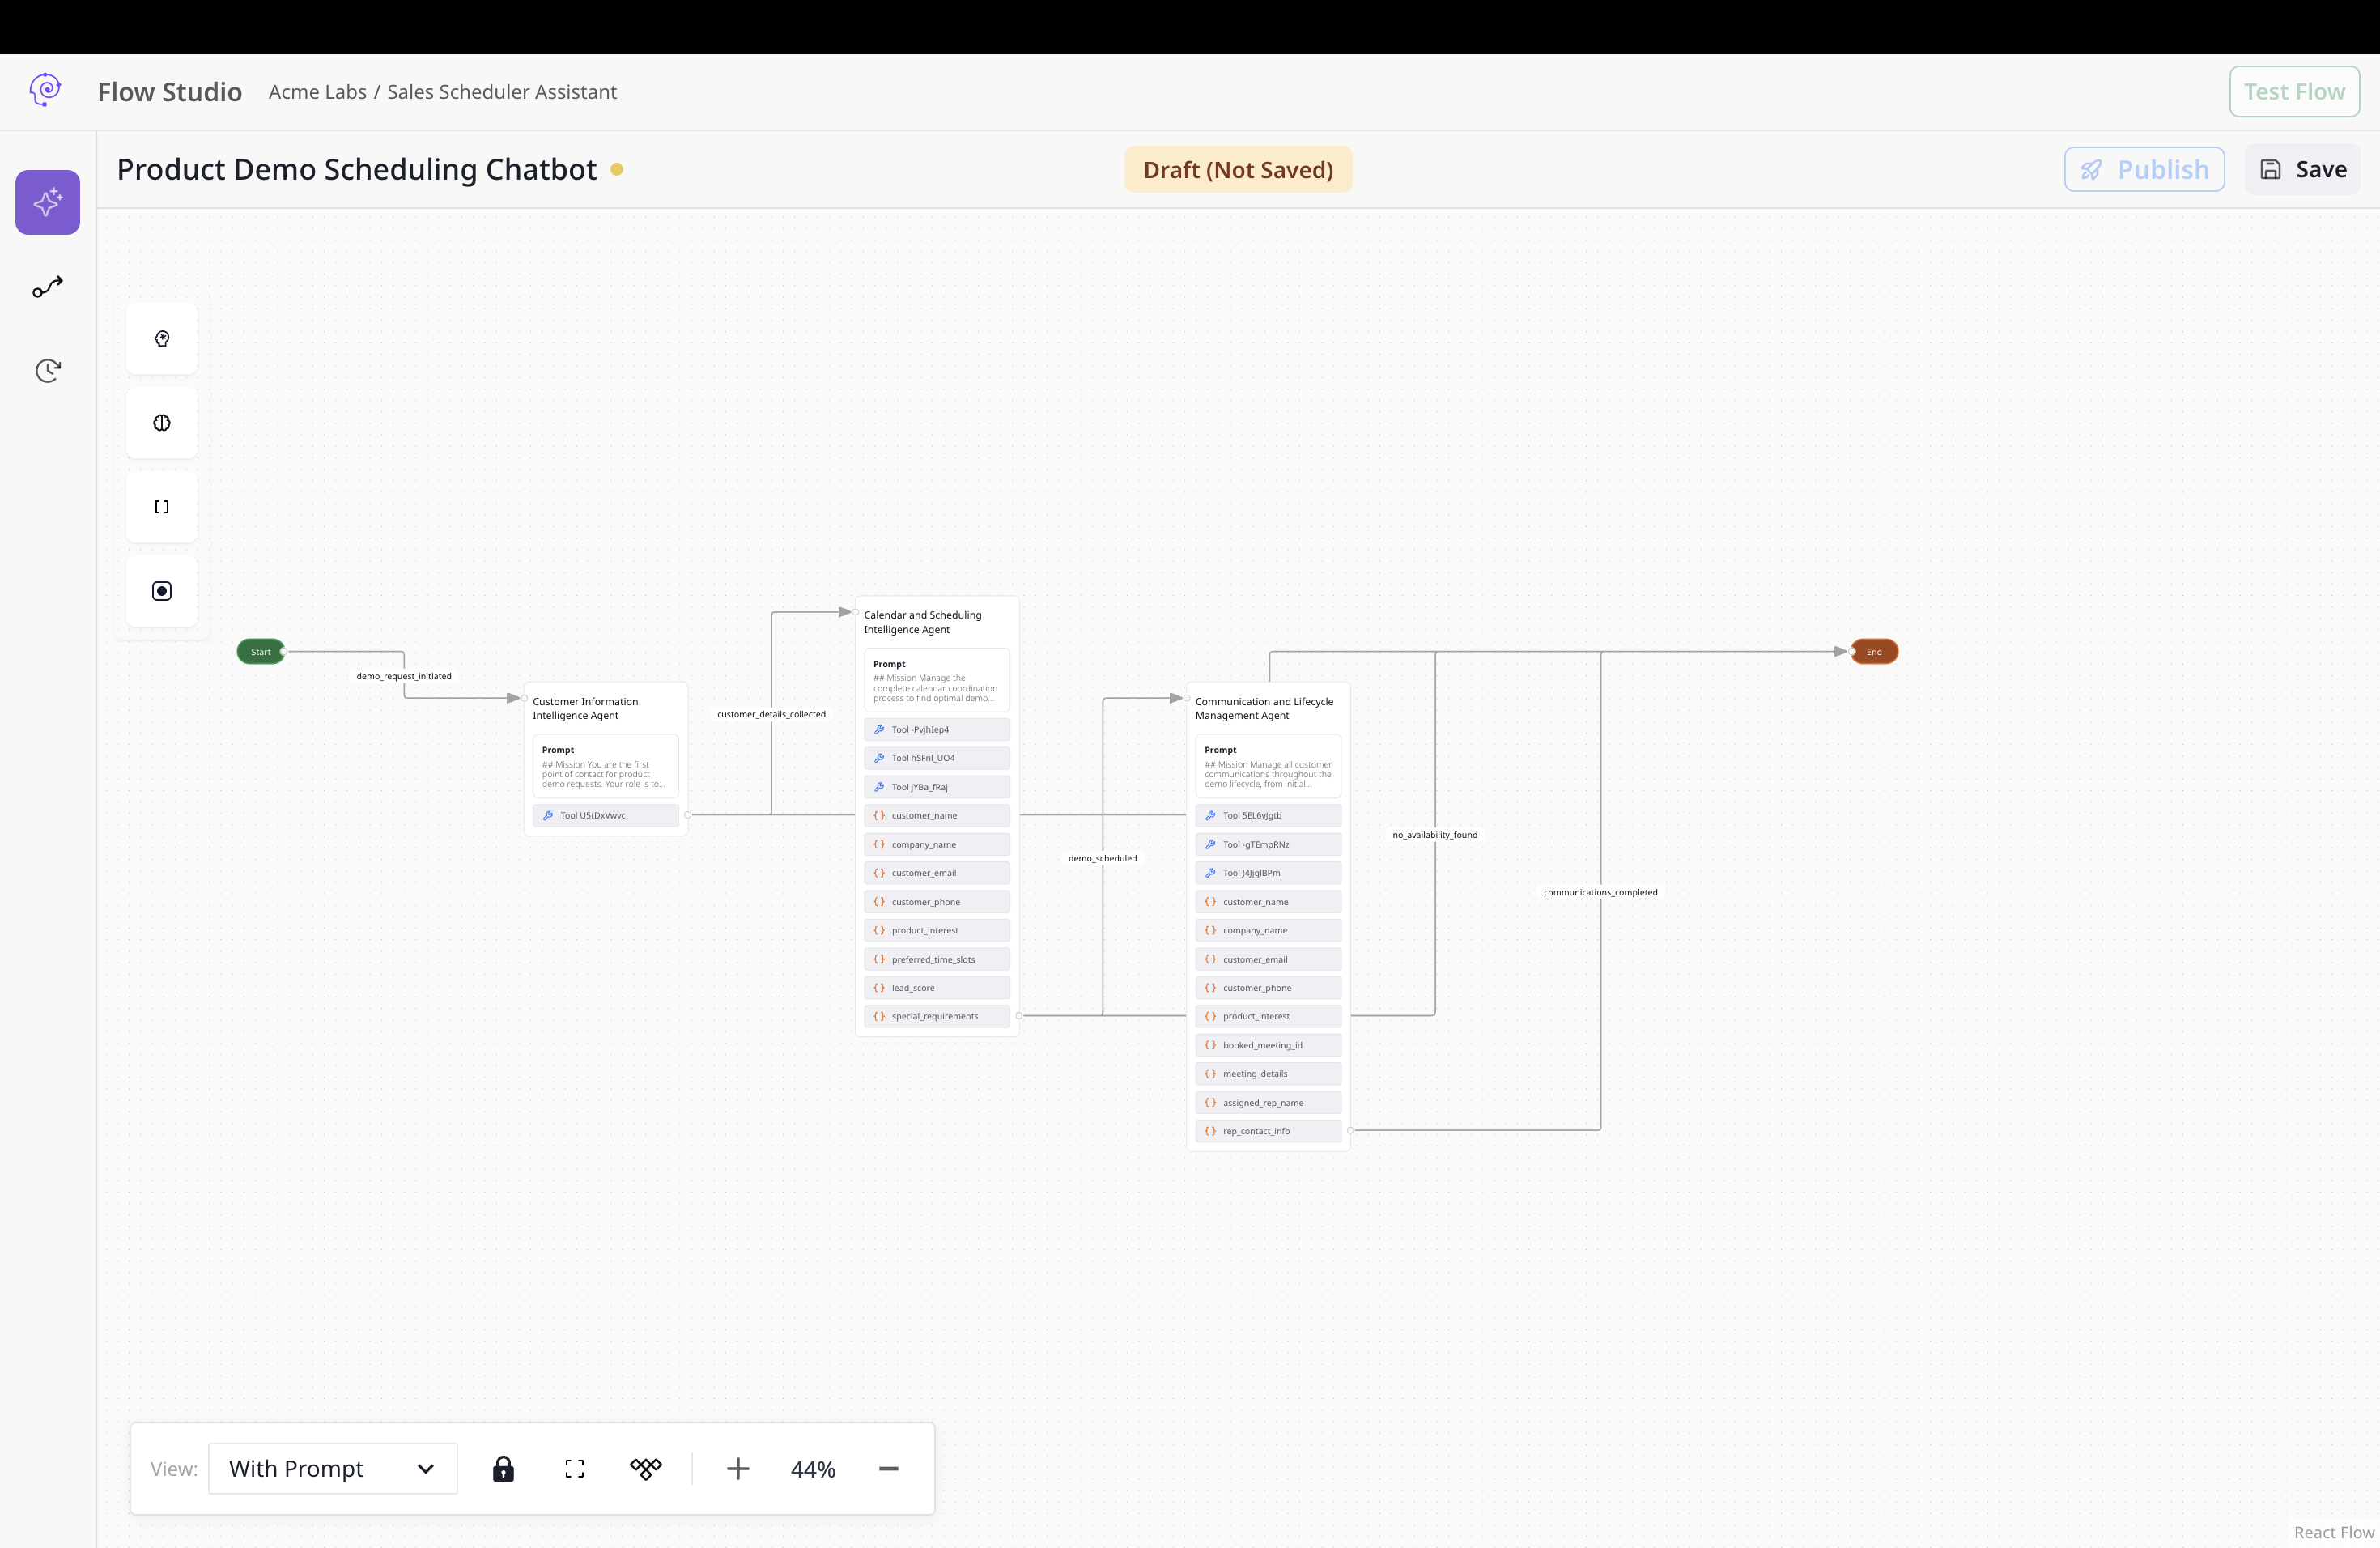 Flow Studio
Acme Labs / Sales Scheduler Assistant
Test Flow
Product Demo Scheduling Chatbot
Draft (Not Saved)
Publish
Save
Start
demo_request_initiated
Customer Information
Intelligence Agent
Prompt
## Mission You are the first
point of contact for product
demo requests. Your role is to...
Tool U5tDxVwvc
customer_details_collected
Calendar and Scheduling
Intelligence Agent
Prompt
## Mission Manage the
complete calendar coordination
process to find optimal demo...
Tool -PvjhIep4
Tool hSFnl_UO4
Tool jYBa_fRaj
customer_name
company_name
customer_email
customer_phone
product_interest
preferred_time_slots
lead_score
special_requirements
demo_scheduled
Communication and Lifecycle
Management Agent
Prompt
## Mission Manage all customer
communications throughout the
demo lifecycle, from initial...
Tool 5EL6vJgtb
Tool -gTEmpRNz
Tool J4JjglBPm
customer_name
company_name
customer_email
customer_phone
product_interest
booked_meeting_id
meeting_details
assigned_rep_name
rep_contact_info
no_availability_found
communications_completed
End
View:
With Prompt
44%
React Flow